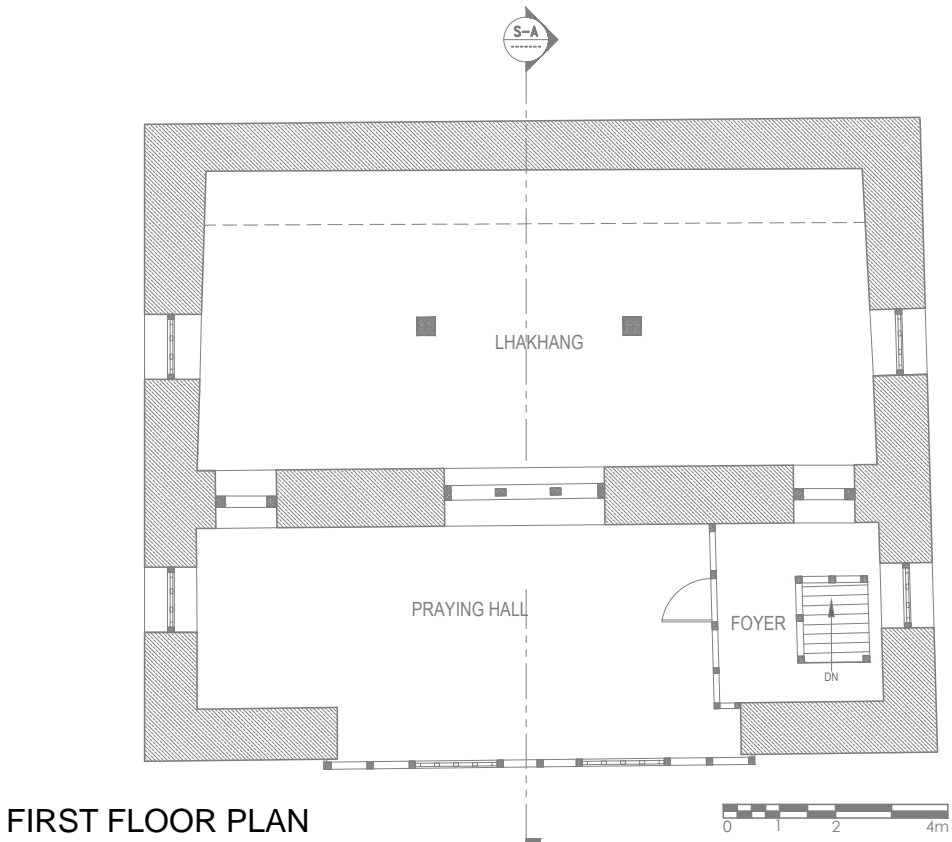 S-A
LHAKHANG
PRAYING HALL
FOYER
DN
FIRST FLOOR PLAN
0 1 2 4m